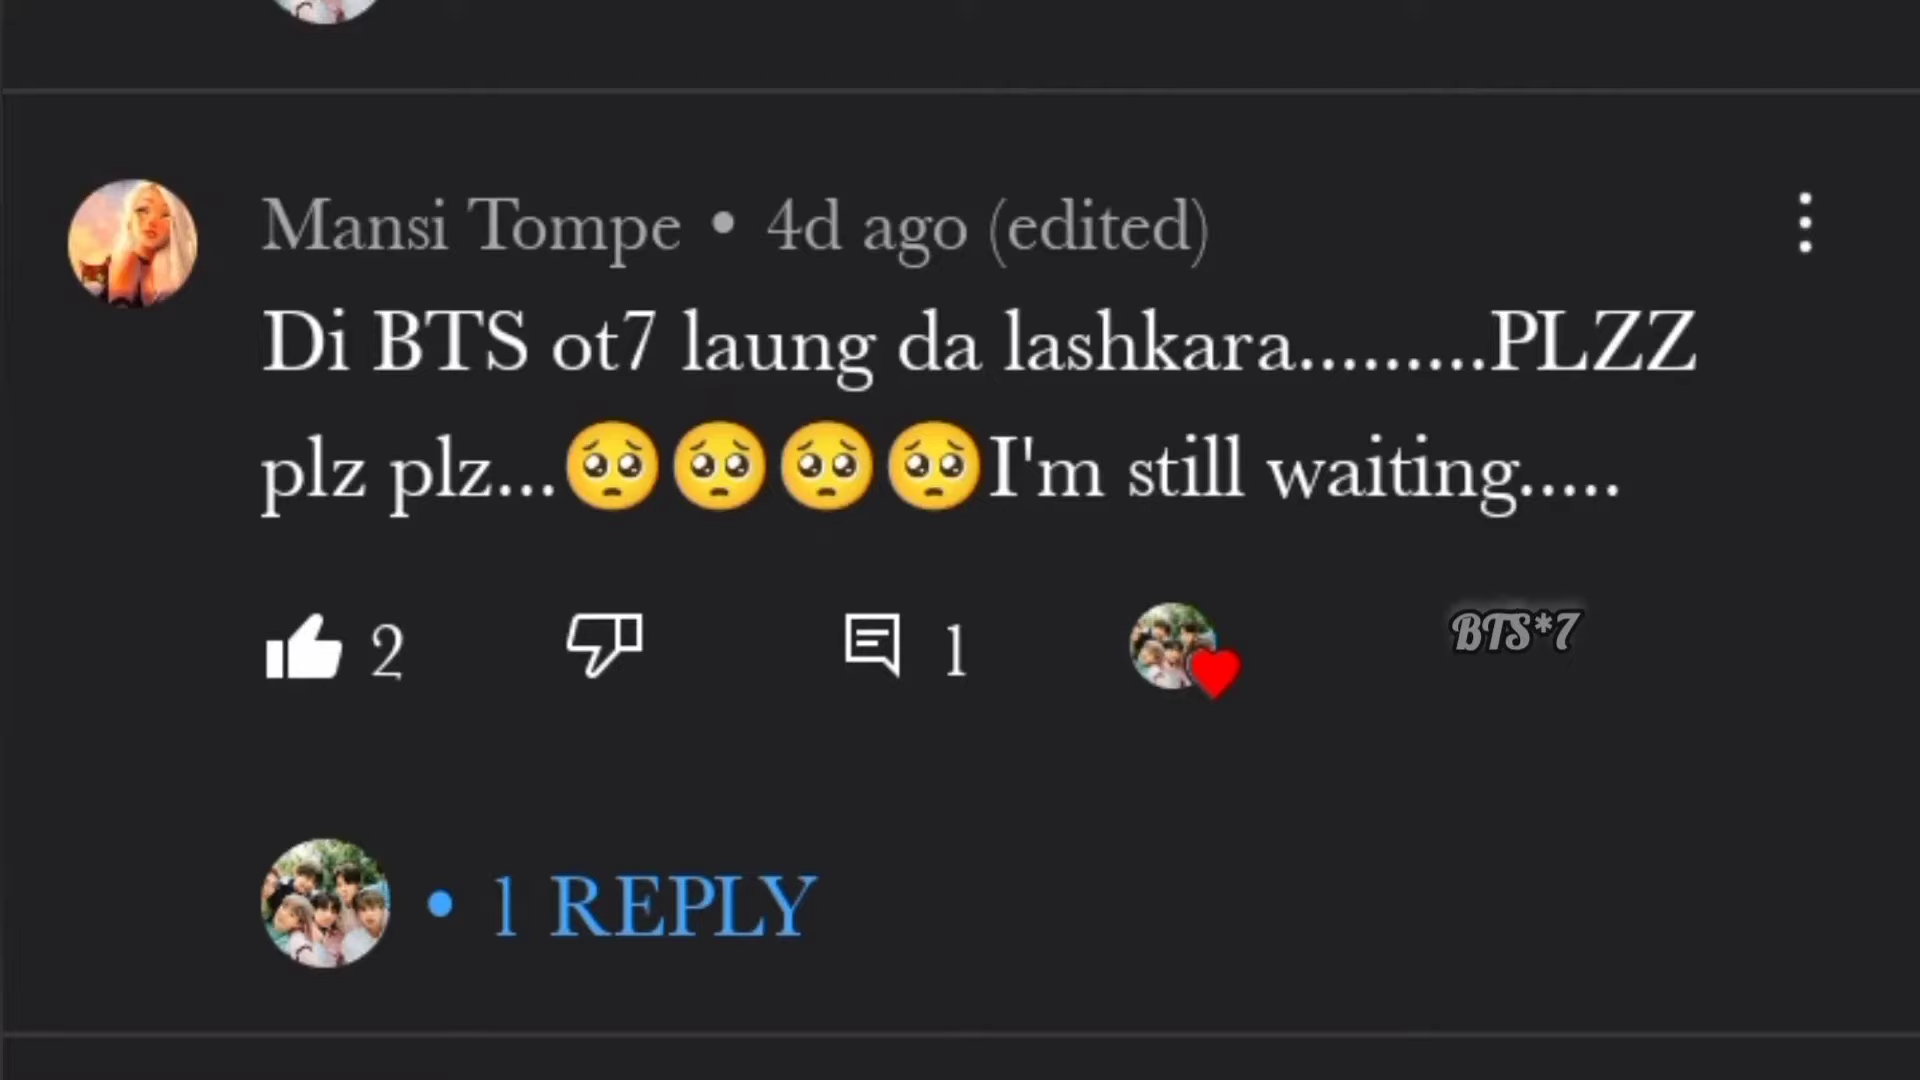 Mansi Tompe • 4d ago (edited)
Di BTS ot7 laung da lashkara.........PLZZ
plz plz...🥺🥺🥺🥺I'm still waiting.....
2 1 BTS*7
• 1 REPLY